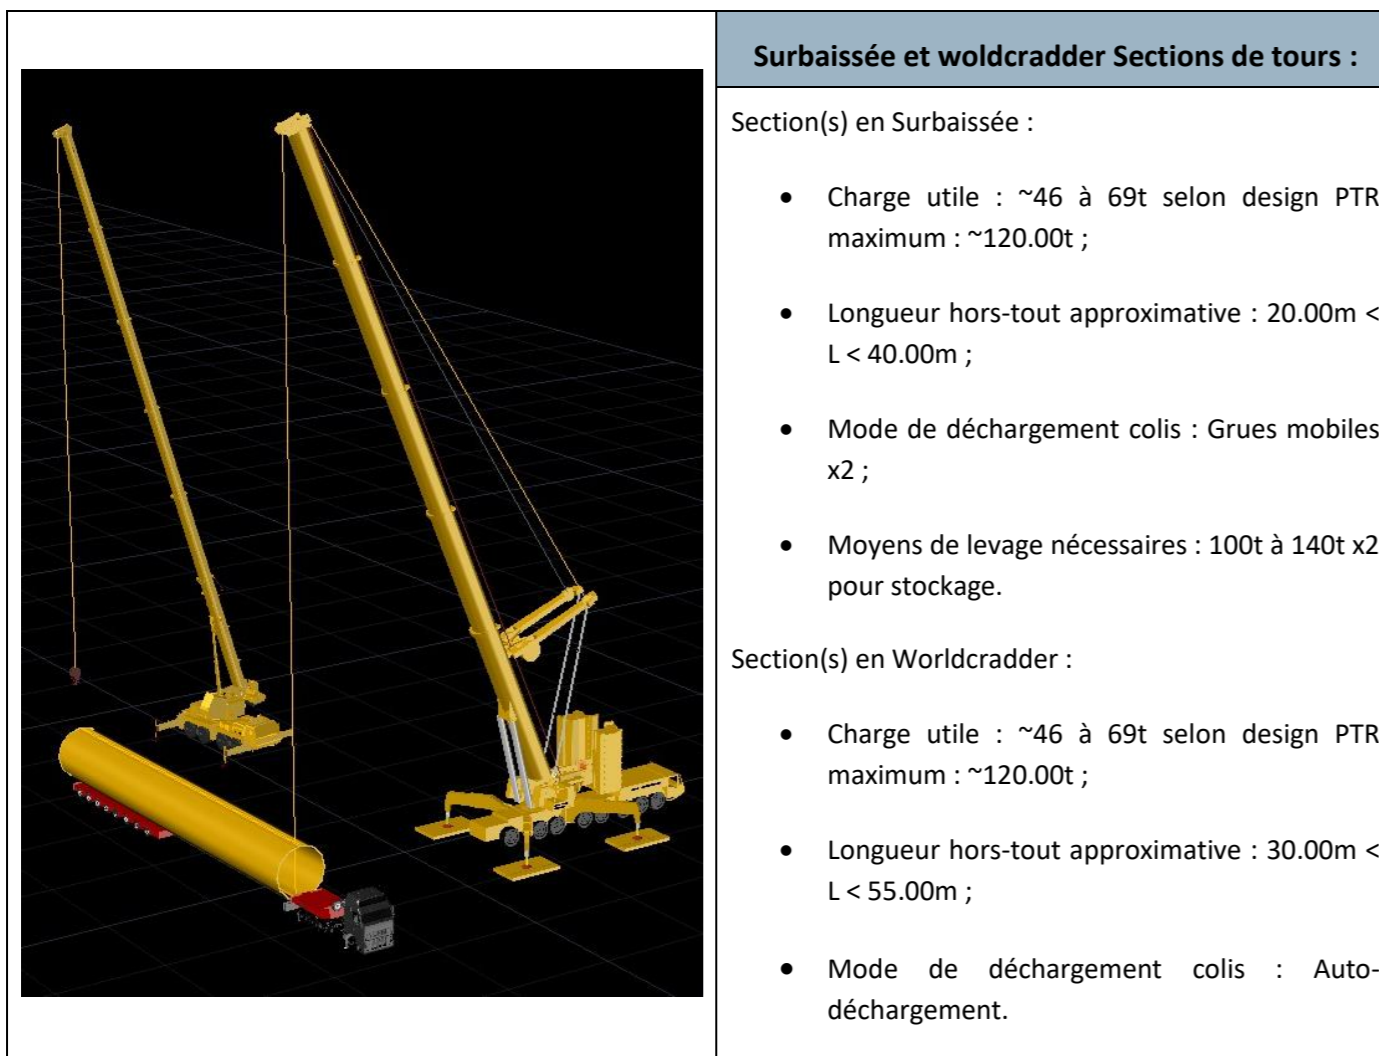 Surbaissée et woldcradder Sections de tours :
Section(s) en Surbaissée :
• Charge utile : ~46 à 69t selon design PTR
maximum : ~120.00t ;
• Longueur hors-tout approximative : 20.00m <
L < 40.00m ;
• Mode de déchargement colis : Grues mobiles
x2 ;
• Moyens de levage nécessaires : 100t à 140t x2
pour stockage.
Section(s) en Worldcradder :
• Charge utile : ~46 à 69t selon design PTR
maximum : ~120.00t ;
• Longueur hors-tout approximative : 30.00m <
L < 55.00m ;
• Mode de déchargement colis : Auto-
déchargement.